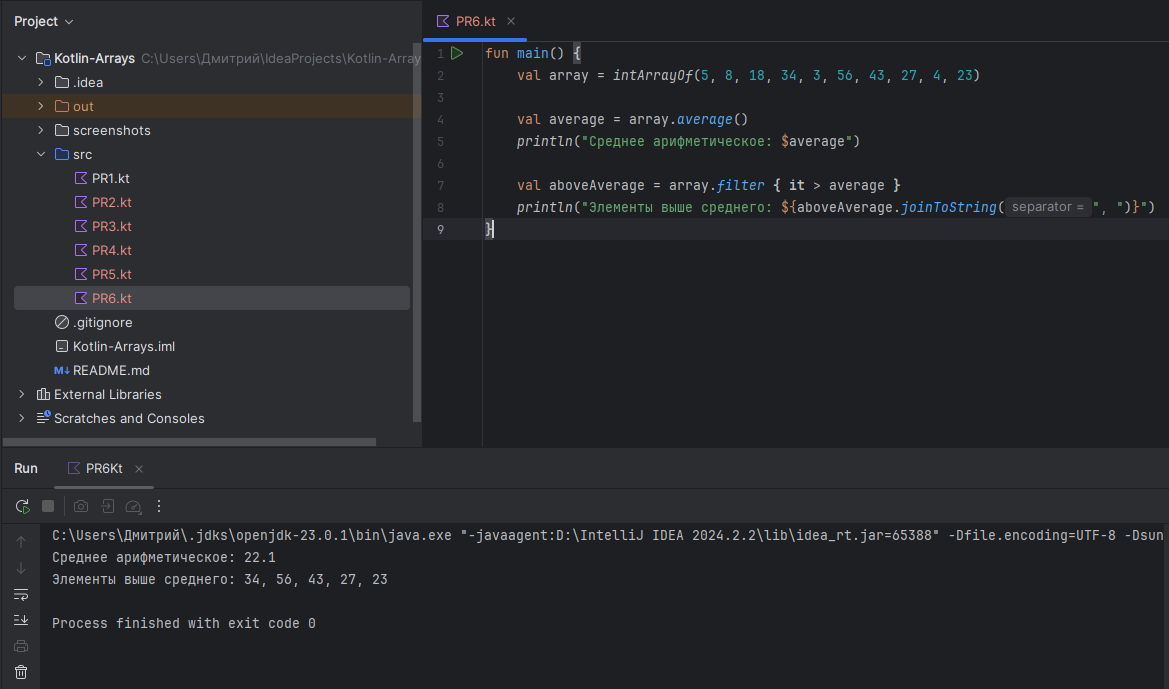 Project
Kotlin-Arrays C:\Users\Дмитрий\IdeaProjects\Kotlin-Array
.idea
out
screenshots
src
PR1.kt
PR2.kt
PR3.kt
PR4.kt
PR5.kt
PR6.kt
.gitignore
Kotlin-Arrays.iml
M↓ README.md
External Libraries
Scratches and Consoles
PR6.kt
1 fun main() {
2 val array = intArrayOf(5, 8, 18, 34, 3, 56, 43, 27, 4, 23)
3
4 val average = array.average()
5 println("Среднее арифметическое: $average")
6
7 val aboveAverage = array.filter { it > average }
8 println("Элементы выше среднего: ${aboveAverage.joinToString( separator = ", ")}")
9 }
Run PR6Kt
C:\Users\Дмитрий\.jdks\openjdk-23.0.1\bin\java.exe "-javaagent:D:\IntelliJ IDEA 2024.2.2\lib\idea_rt.jar=65388" -Dfile.encoding=UTF-8 -Dsun
Среднее арифметическое: 22.1
Элементы выше среднего: 34, 56, 43, 27, 23
Process finished with exit code 0